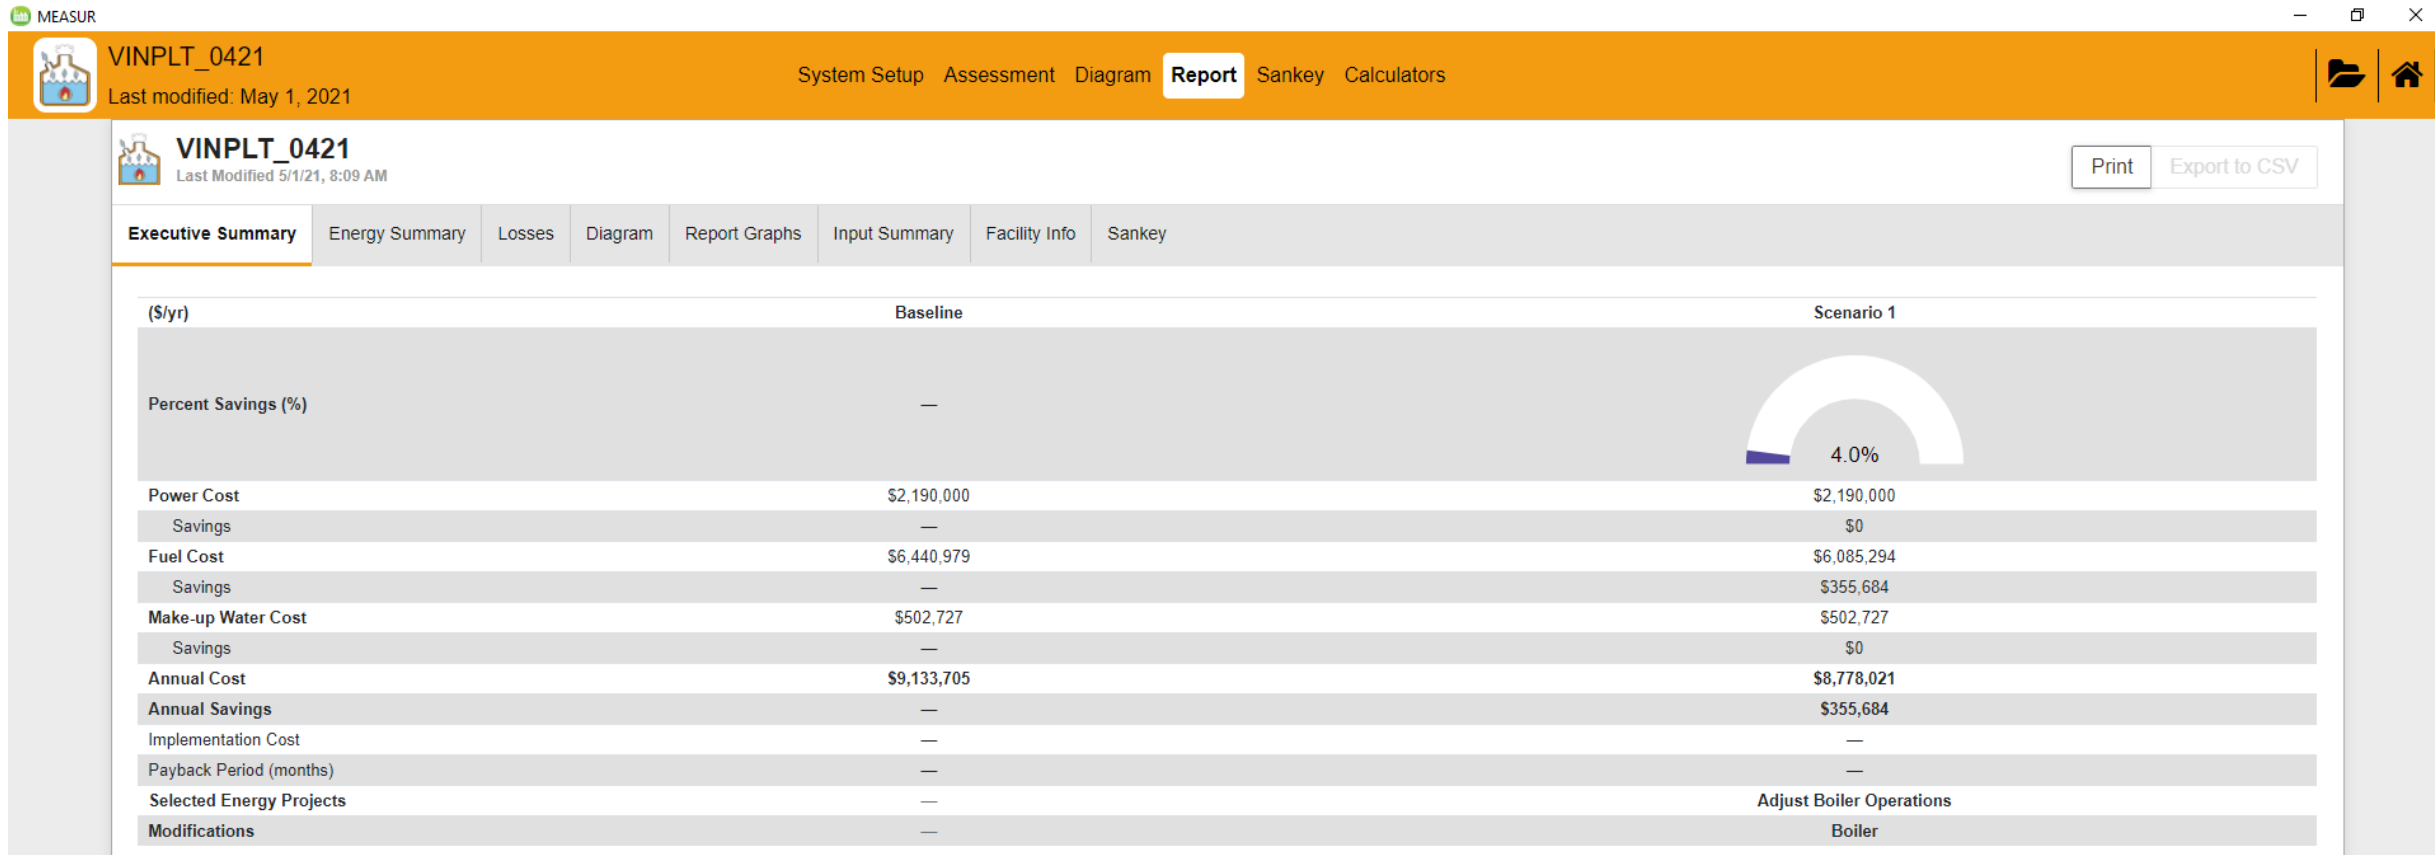 MEASUR
VINPLT_0421
Last modified: May 1, 2021
System Setup Assessment Diagram Report Sankey Calculators
VINPLT_0421
Last Modified 5/1/21, 8:09 AM
Print Export to CSV
Executive Summary Energy Summary Losses Diagram Report Graphs Input Summary Facility Info Sankey
($/yr) Baseline Scenario 1
Percent Savings (%) — 4.0%
Power Cost $2,190,000 $2,190,000
Savings — $0
Fuel Cost $6,440,979 $6,085,294
Savings — $355,684
Make-up Water Cost $502,727 $502,727
Savings — $0
Annual Cost $9,133,705 $8,778,021
Annual Savings — $355,684
Implementation Cost — —
Payback Period (months) — —
Selected Energy Projects — Adjust Boiler Operations
Modifications — Boiler